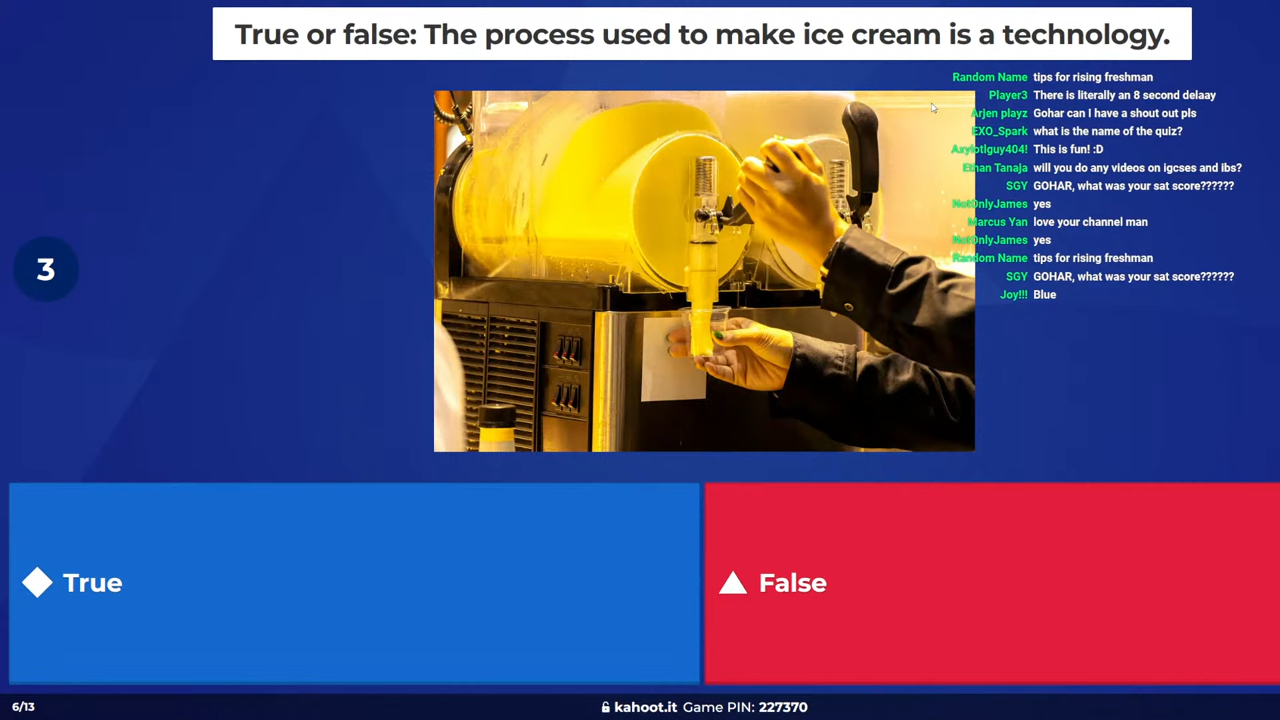 True or false: The process used to make ice cream is a technology.
Random Name tips for rising freshman
Player3 There is literally an 8 second delaay
Arjen playz Gohar can I have a shout out pls
EXO_Spark what is the name of the quiz?
Axylotlguy404! This is fun! :D
Ethan Tanaja will you do any videos on igcses and ibs?
SGY GOHAR, what was your sat score??????
NotOnlyJames yes
Marcus Yan love your channel man
NotOnlyJames yes
Random Name tips for rising freshman
SGY GOHAR, what was your sat score??????
Joy!!! Blue
3
True
False
6/13
kahoot.it Game PIN: 227370